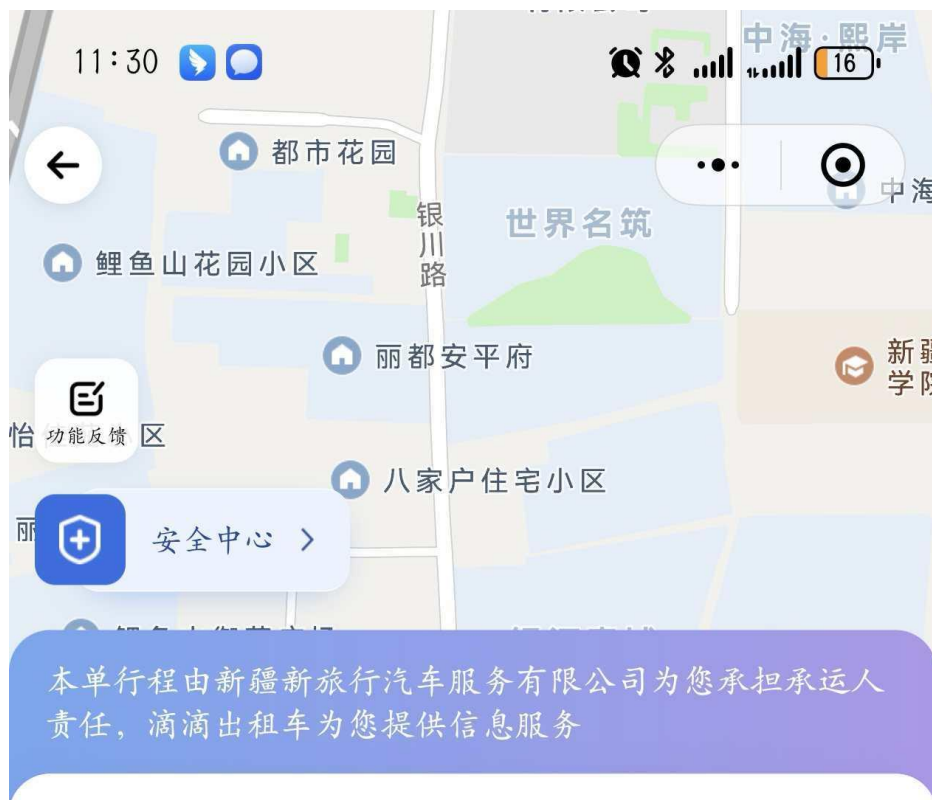 中海·熙岸
11:30
16
都市花园
中海
银川路
世界名筑
鲤鱼山花园小区
丽都安平府
新疆
学院
怡
功能反馈
区
八家户住宅小区
丽
安全中心
本单行程由新疆新旅行汽车服务有限公司为您承担承运人
责任，滴滴出租车为您提供信息服务